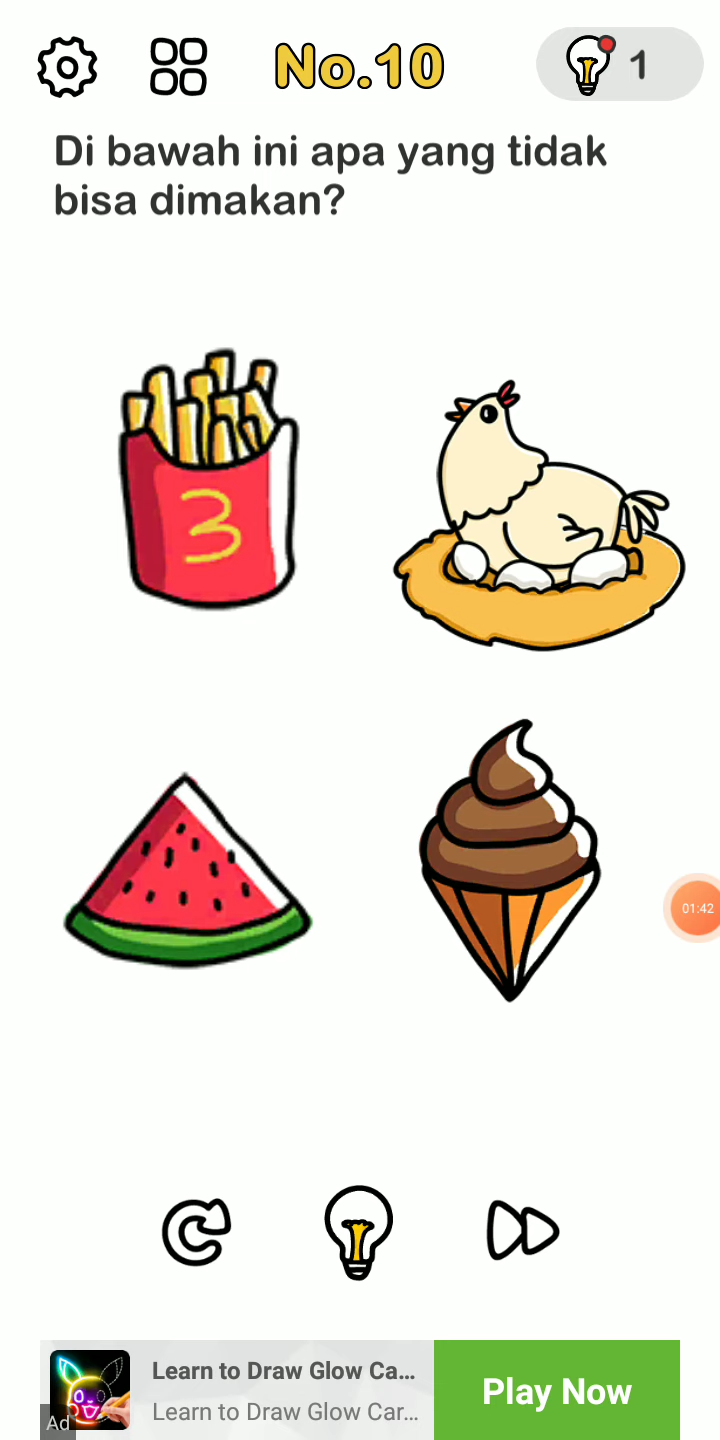 No.10
1
Di bawah ini apa yang tidak
bisa dimakan?
3
01:42
Learn to Draw Glow Ca...
Learn to Draw Glow Car...
Play Now
Ad